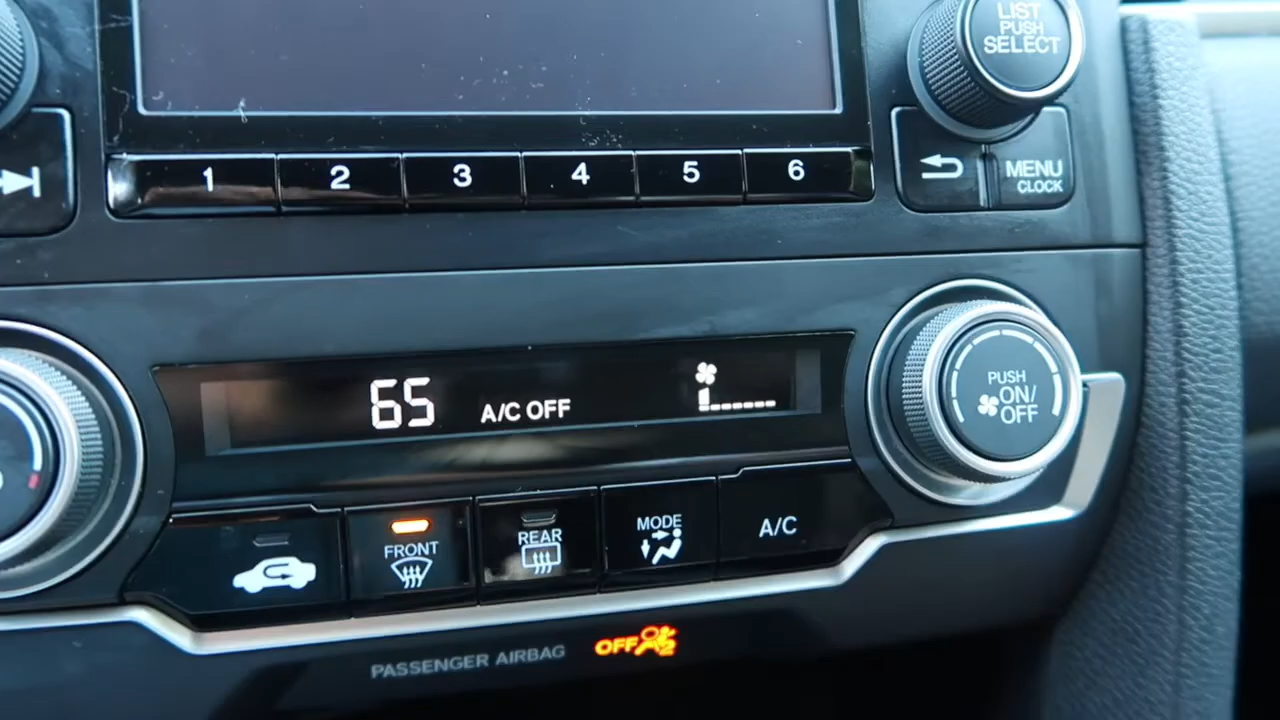 LIST
PUSH
SELECT
1 2 3 4 5 6
MENU
CLOCK
65 A/C OFF
PUSH
ON/
OFF
FRONT
REAR
MODE
A/C
PASSENGER AIRBAG OFF 2